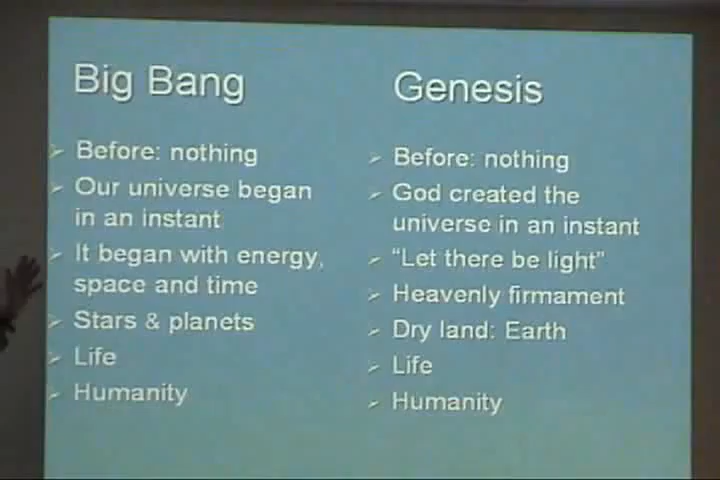 Big Bang
Before: nothing
Our universe began
in an instant
It began with energy,
space and time
Stars & planets
Life
Humanity
Genesis
Before: nothing
God created the
universe in an instant
“Let there be light”
Heavenly firmament
Dry land: Earth
Life
Humanity